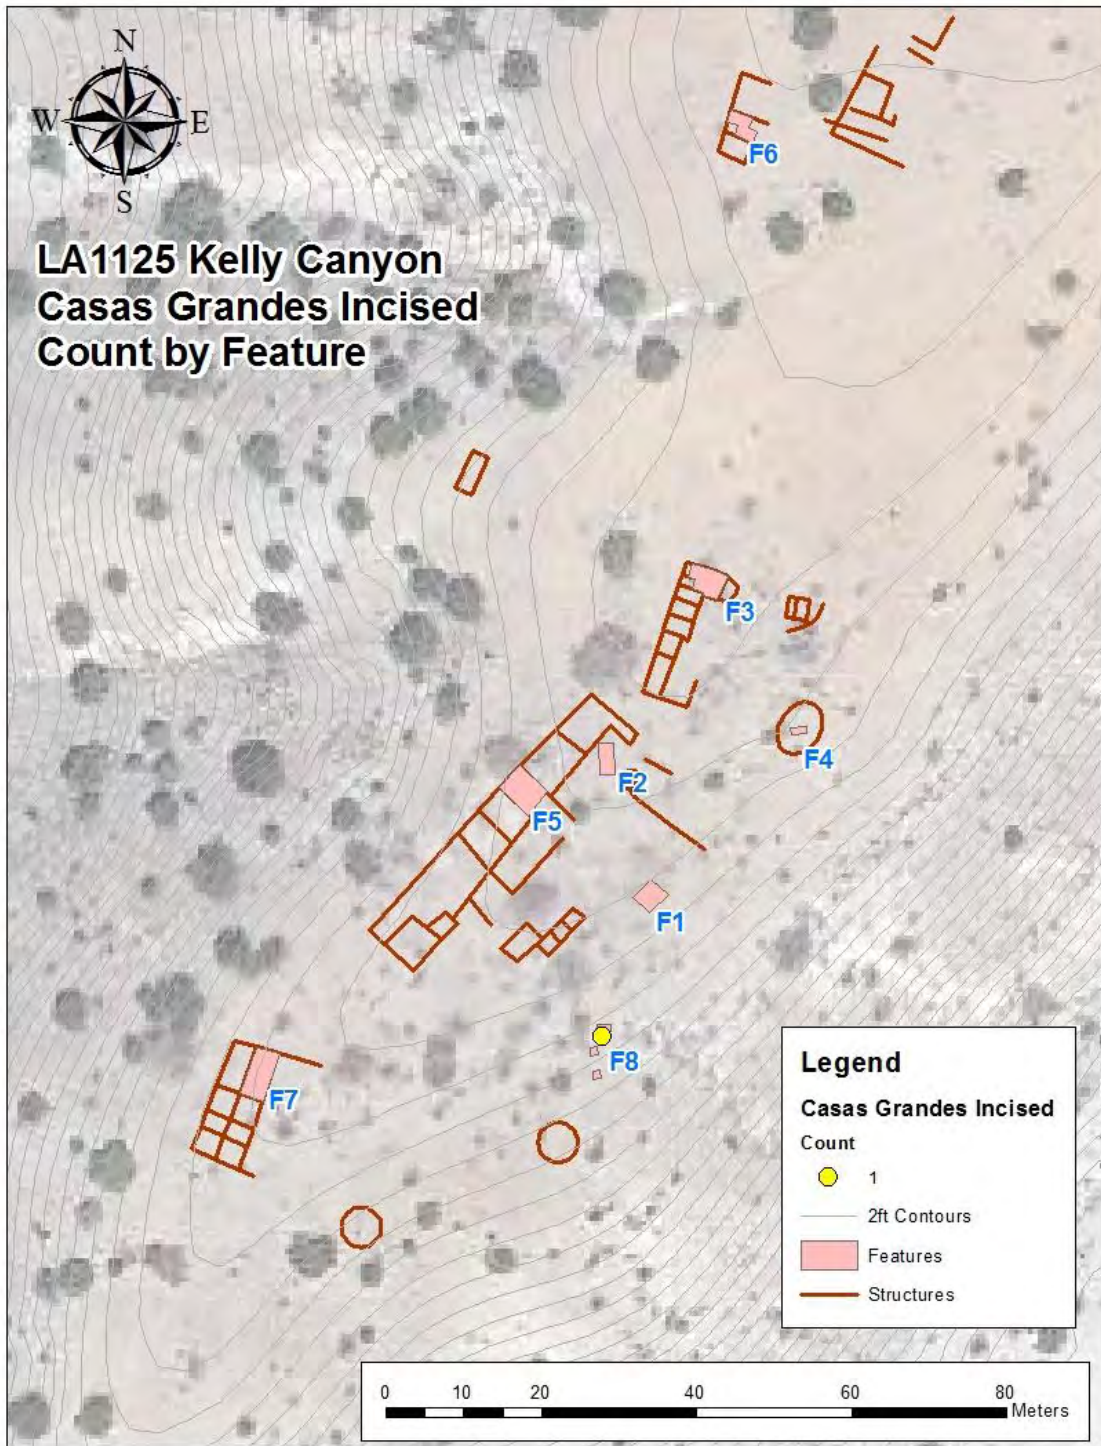 N
W E
S
LA1125 Kelly Canyon
Casas Grandes Incised
Count by Feature
F6
F3
F4
F2
F5
F1
F8
F7
Legend
Casas Grandes Incised
Count
1
2ft Contours
Features
Structures
0 10 20 40 60 80
Meters